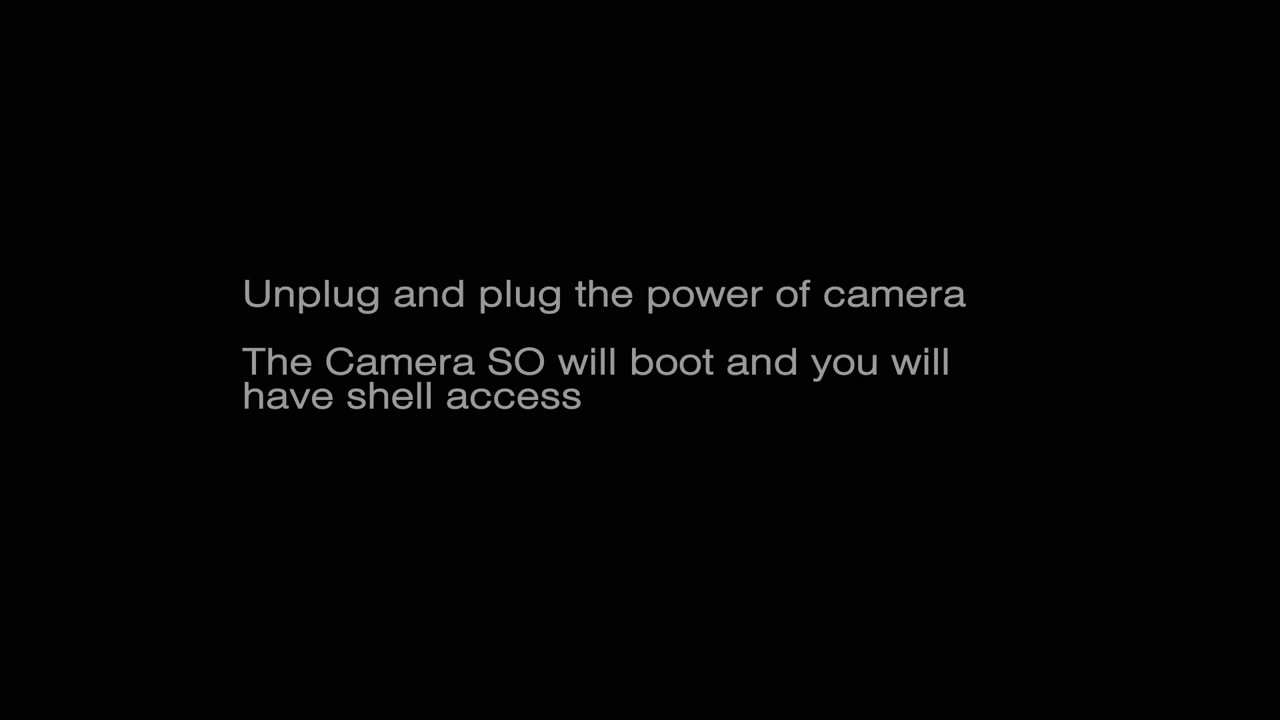 Unplug and plug the power of camera
The Camera SO will boot and you will
have shell access